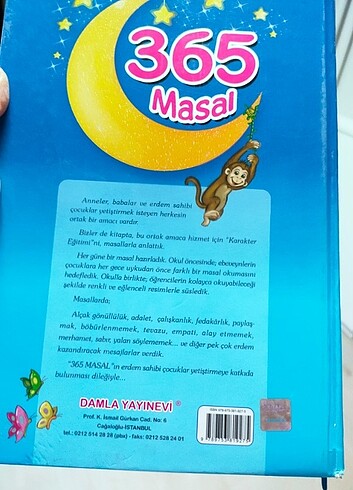 365
Masal
Anneler, babalar ve erdem sahibi
çocuklar yetiştirmek isteyen herkesin
ortak bir amacı vardır.
Bizler de kitapta, bu ortak amaca hizmet için "Karakter
Eğitimi"ni, masallarla anlattık.
Her güne bir masal hazırladık. Okul öncesinde; ebeveynlerin
çocuklara her gece uykudan önce farklı bir masal okumasını
hedefledik. Okulla birlikte; öğrencilerin kolayca okuyabileceği
şekilde renkli ve eğlenceli resimlerle süsledik.
Masallarda;
Alçak gönüllülük, adalet, çalışkanlık, fedakârlık, paylaş-
mak, böbürlenmemek, tevazu, empati, alay etmemek,
merhamet, sabır, yalan söylememek... ve diğer pek çok erdem
kazandıracak mesajlar verdik.
"365 MASAL"ın erdem sahibi çocuklar yetiştirmeye katkıda
bulunması dileğiyle...
DAMLA YAYINEVİ ®
Prof. K. İsmail Gürkan Cad. No: 6
Cağaloğlu-İSTANBUL
tel.: 0212 514 28 28 (pbx) - faks: 0212 528 24 01